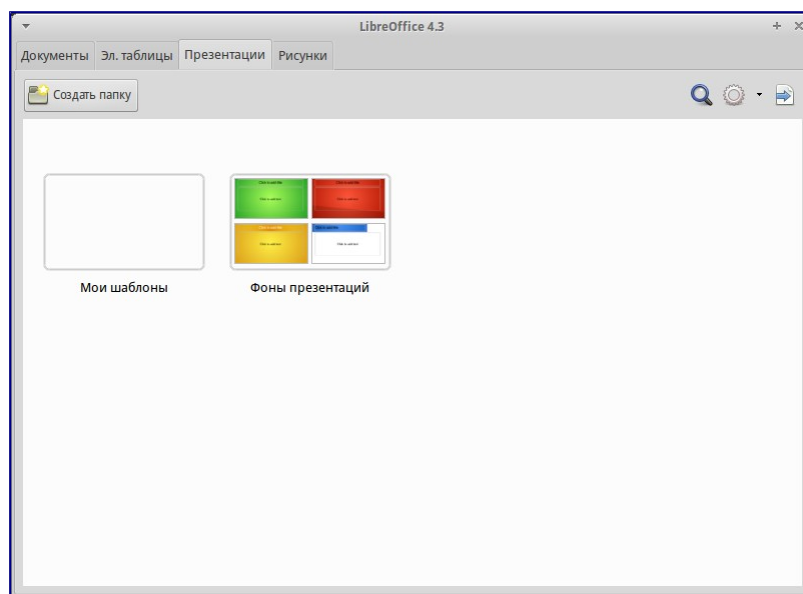 LibreOffice 4.3
Документы Эл. таблицы Презентации Рисунки
Создать папку
Мои шаблоны Фоны презентаций